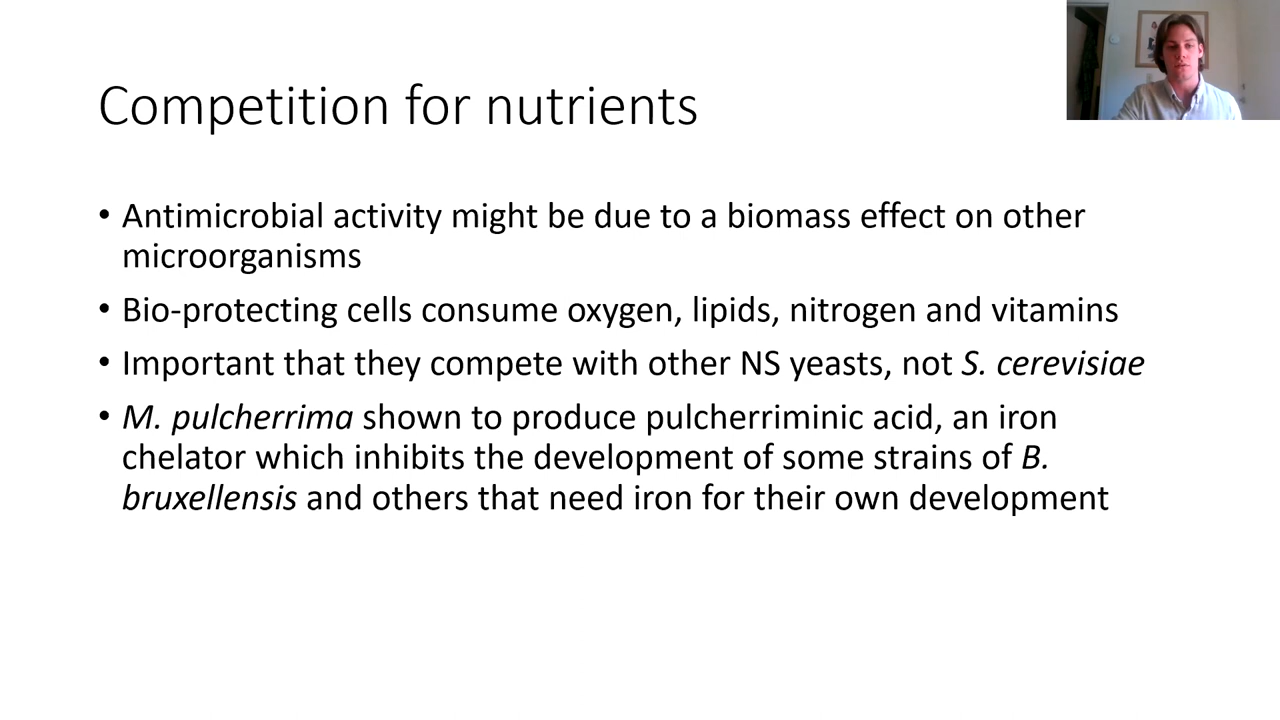 Competition for nutrients
• Antimicrobial activity might be due to a biomass effect on other
microorganisms
• Bio-protecting cells consume oxygen, lipids, nitrogen and vitamins
• Important that they compete with other NS yeasts, not S. cerevisiae
• M. pulcherrima shown to produce pulcherriminic acid, an iron
chelator which inhibits the development of some strains of B.
bruxellensis and others that need iron for their own development